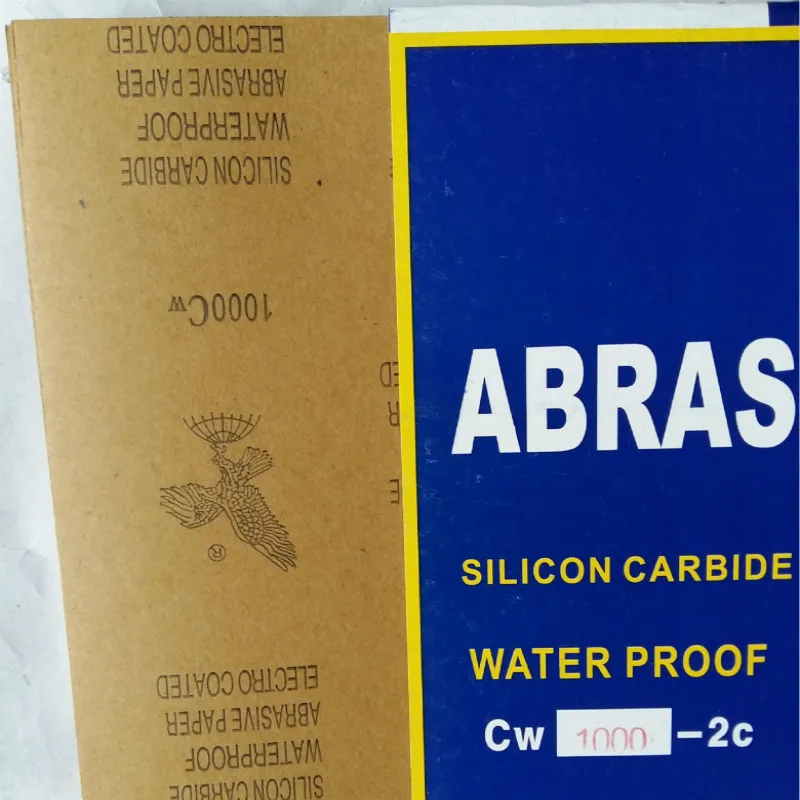 SILICON CARBIDE
WATERPROOF
ABRASIVE PAPER
ELECTRO COATED
1000Cw
®
SILICON CARBIDE
WATERPROOF
ABRASIVE PAPER
ELECTRO COATED
ABRAS
SILICON CARBIDE
WATER PROOF
Cw 1000 -2c